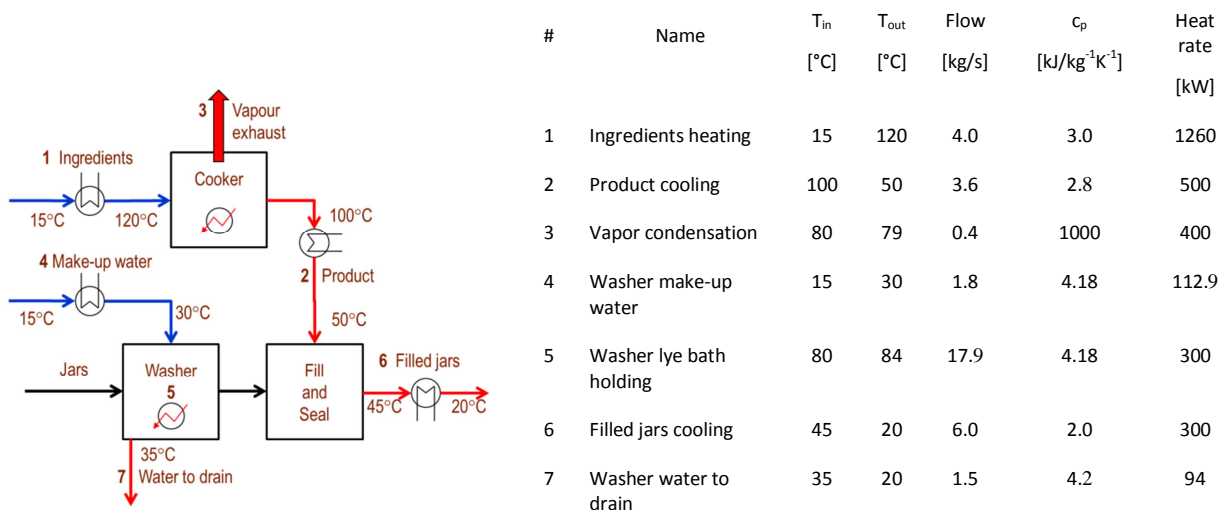 3 Vapour
exhaust
1 Ingredients
Cooker
15°C 120°C
100°C
4 Make-up water
2 Product
15°C 30°C
50°C
Jars
Washer
5
Fill
and
Seal
6 Filled jars
45°C 20°C
35°C
7 Water to drain
# Name T_in T_out Flow c_p Heat
rate
[°C] [°C] [kg/s] [kJ/kg⁻¹K⁻¹]
[kW]
1 Ingredients heating 15 120 4.0 3.0 1260
2 Product cooling 100 50 3.6 2.8 500
3 Vapor condensation 80 79 0.4 1000 400
4 Washer make-up 15 30 1.8 4.18 112.9
water
5 Washer lye bath 80 84 17.9 4.18 300
holding
6 Filled jars cooling 45 20 6.0 2.0 300
7 Washer water to 35 20 1.5 4.2 94
drain